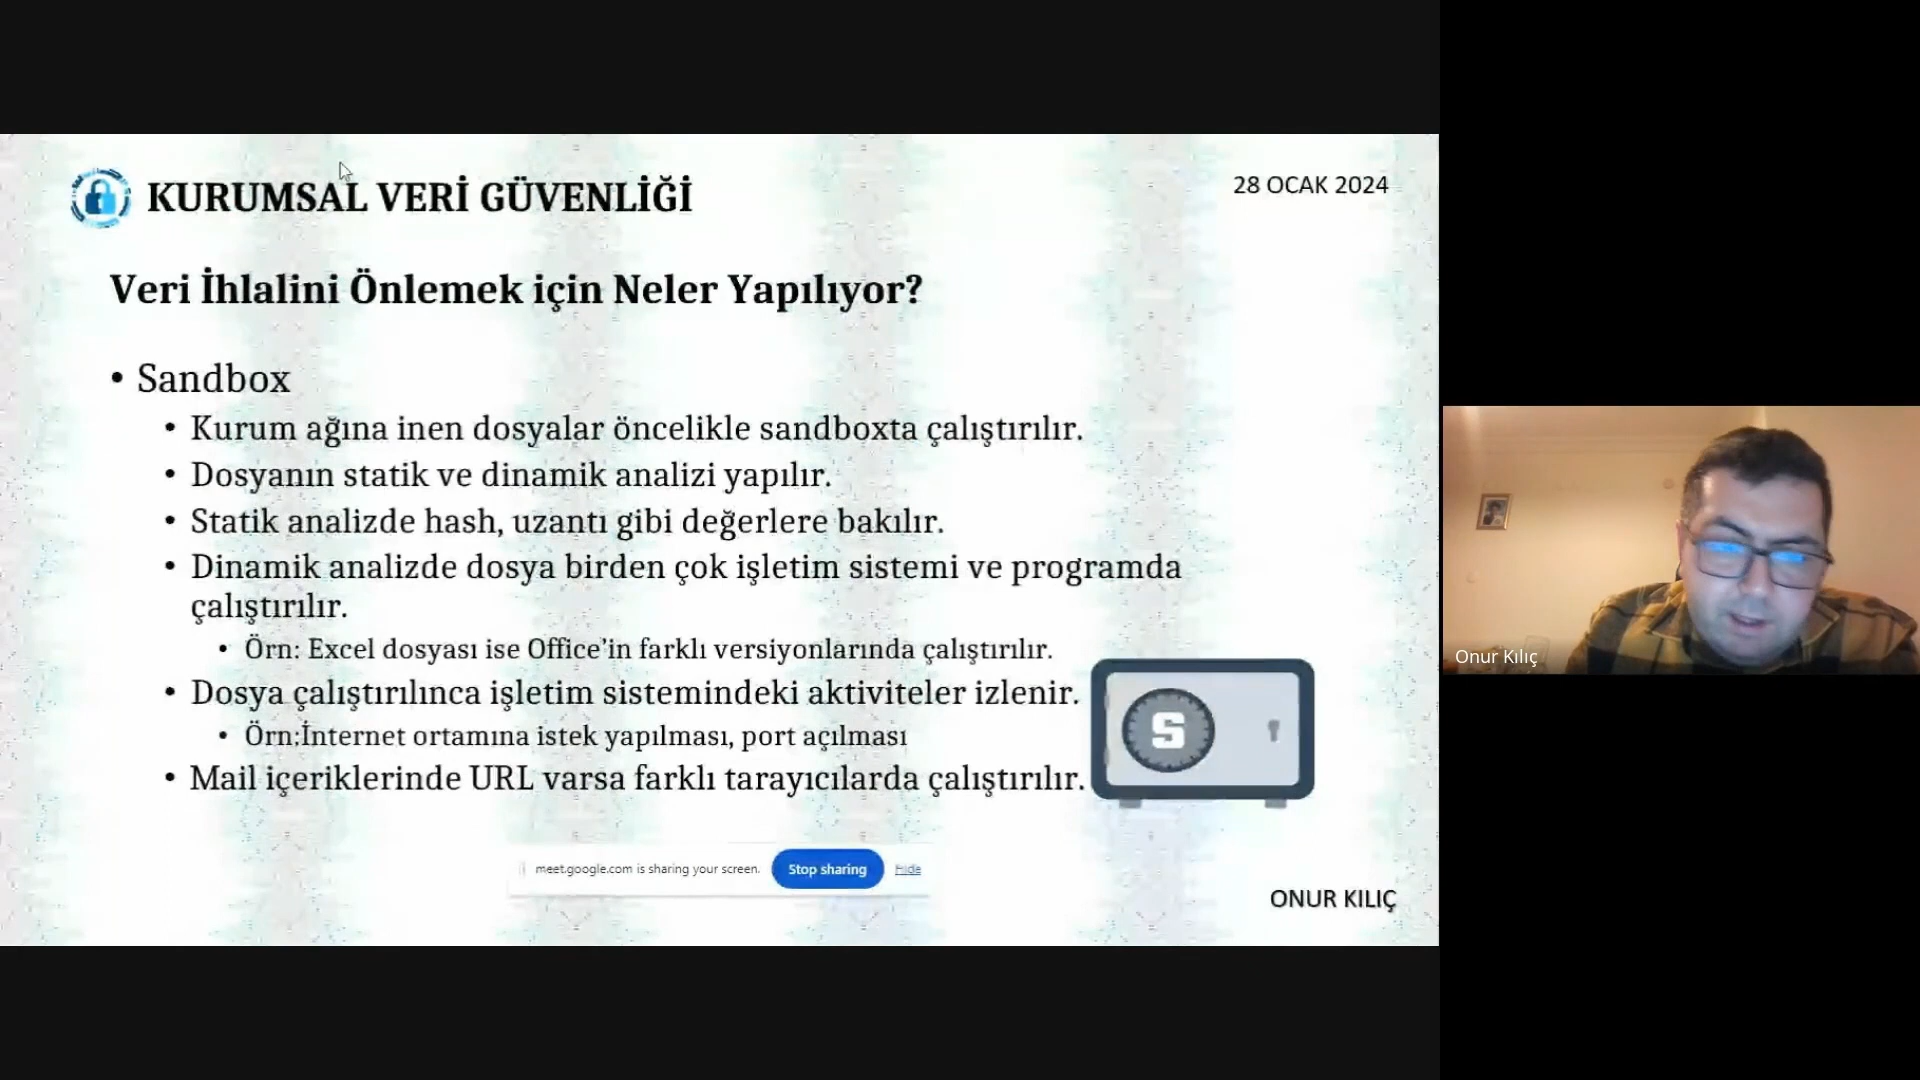 KURUMSAL VERİ GÜVENLİĞİ
28 OCAK 2024
Veri İhlalini Önlemek için Neler Yapılıyor?
• Sandbox
• Kurum ağına inen dosyalar öncelikle sandboxta çalıştırılır.
• Dosyanın statik ve dinamik analizi yapılır.
• Statik analizde hash, uzantı gibi değerlere bakılır.
• Dinamik analizde dosya birden çok işletim sistemi ve programda
çalıştırılır.
• Örn: Excel dosyası ise Office'in farklı versiyonlarında çalıştırılır.
• Dosya çalıştırılınca işletim sistemindeki aktiviteler izlenir.
• Örn;İnternet ortamına istek yapılması, port açılması
• Mail içeriklerinde URL varsa farklı tarayıcılarda çalıştırılır.
S
meet.google.com is sharing your screen. Stop sharing Hide
ONUR KILIÇ
Onur Kılıç